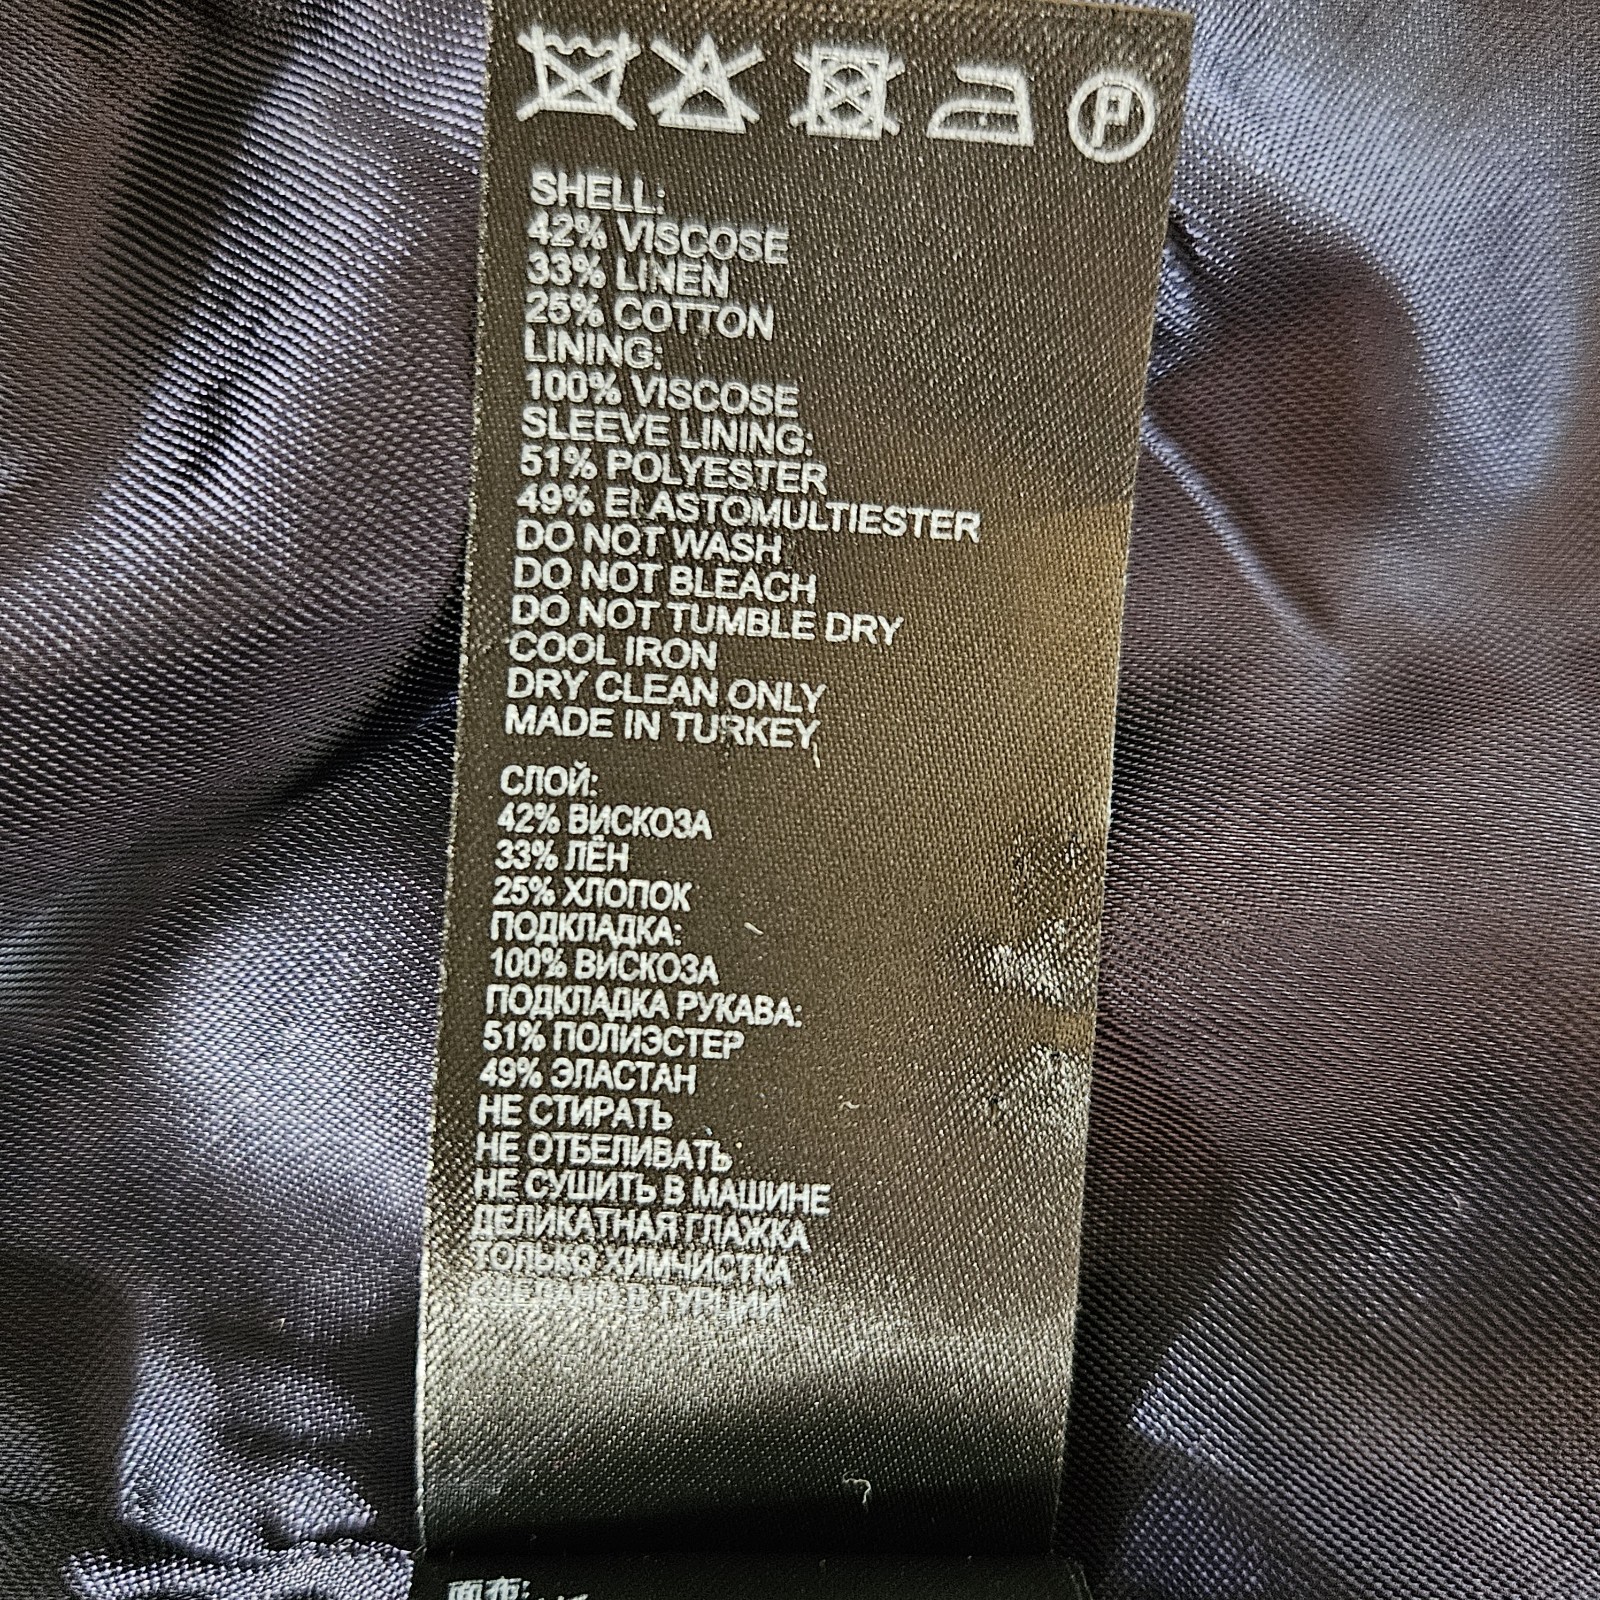 P
SHELL:
42% VISCOSE
33% LINEN
25% COTTON
LINING:
100% VISCOSE
SLEEVE LINING:
51% POLYESTER
49% ELASTOMULTIESTER
DO NOT WASH
DO NOT BLEACH
DO NOT TUMBLE DRY
COOL IRON
DRY CLEAN ONLY
MADE IN TURKEY
СЛОЙ:
42% ВИСКОЗА
33% ЛЁН
25% ХЛОПОК
ПОДКЛАДКА:
100% ВИСКОЗА
ПОДКЛАДКА РУКАВА:
51% ПОЛИЭСТЕР
49% ЭЛАСТАН
НЕ СТИРАТЬ
НЕ ОТБЕЛИВАТЬ
НЕ СУШИТЬ В МАШИНЕ
ДЕЛИКАТНАЯ ГЛАЖКА
ТОЛЬКО ХИМЧИСТКА
СДЕЛАНО В ТУРЦИИ